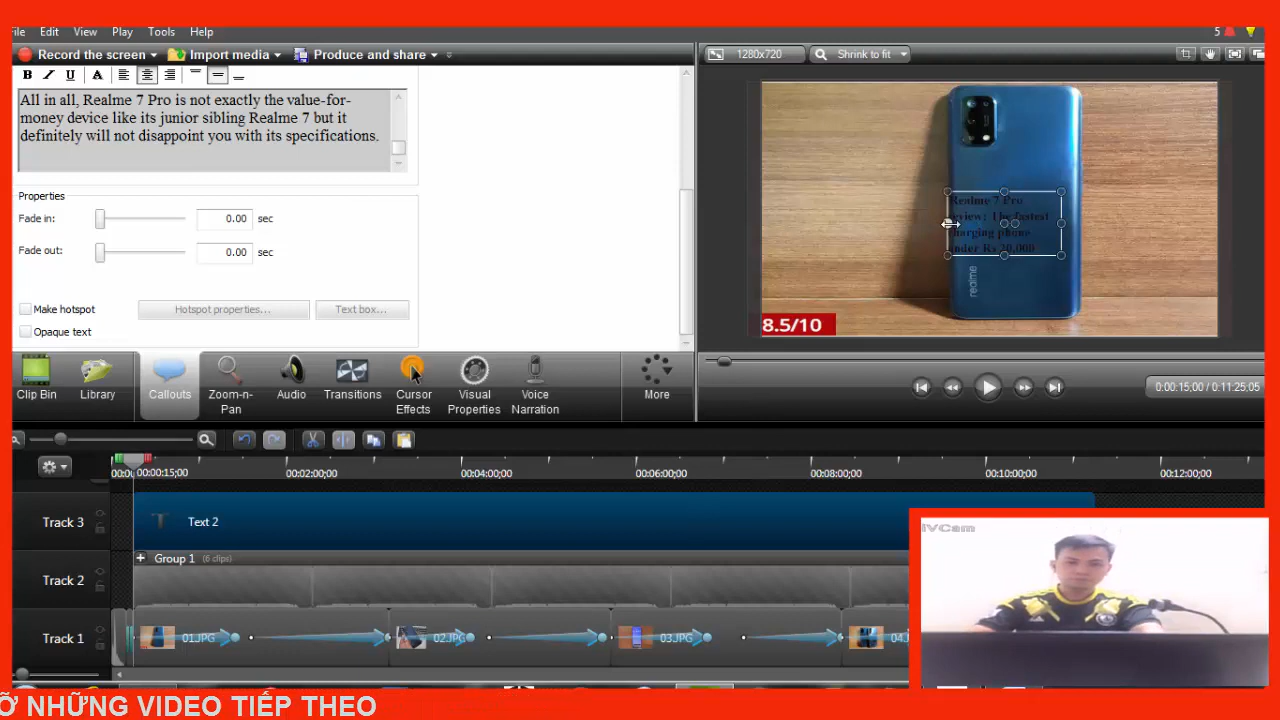 File Edit View Play Tools Help 5
Record the screen Import media Produce and share 1280x720 Shrink to fit
B I U A
All in all, Realme 7 Pro is not exactly the value-for-
money device like its junior sibling Realme 7 but it
definitely will not disappoint you with its specifications.
Properties
Fade in: 0.00 sec
Fade out: 0.00 sec
Make hotspot Hotspot properties... Text box...
Opaque text
Realme 7 Pro
review: The fastest
charging phone
under Rs 20,000
realme
8.5/10
Clip Bin Library Callouts Zoom-n-Pan Audio Transitions Cursor Effects Visual Properties Voice Narration More
0:00:15;00 / 0:11:25;05
00:00:15;00 00:02:00;00 00:04:00;00 00:06:00;00 00:08:00;00 00:10:00;00 00:12:00;00
Track 3 T Text 2
+ Group 1 (6 clips)
Track 2
Track 1 01.JPG 02.JPG 03.JPG 04.J
IVCam
Ỡ NHỮNG VIDEO TIẾP THEO